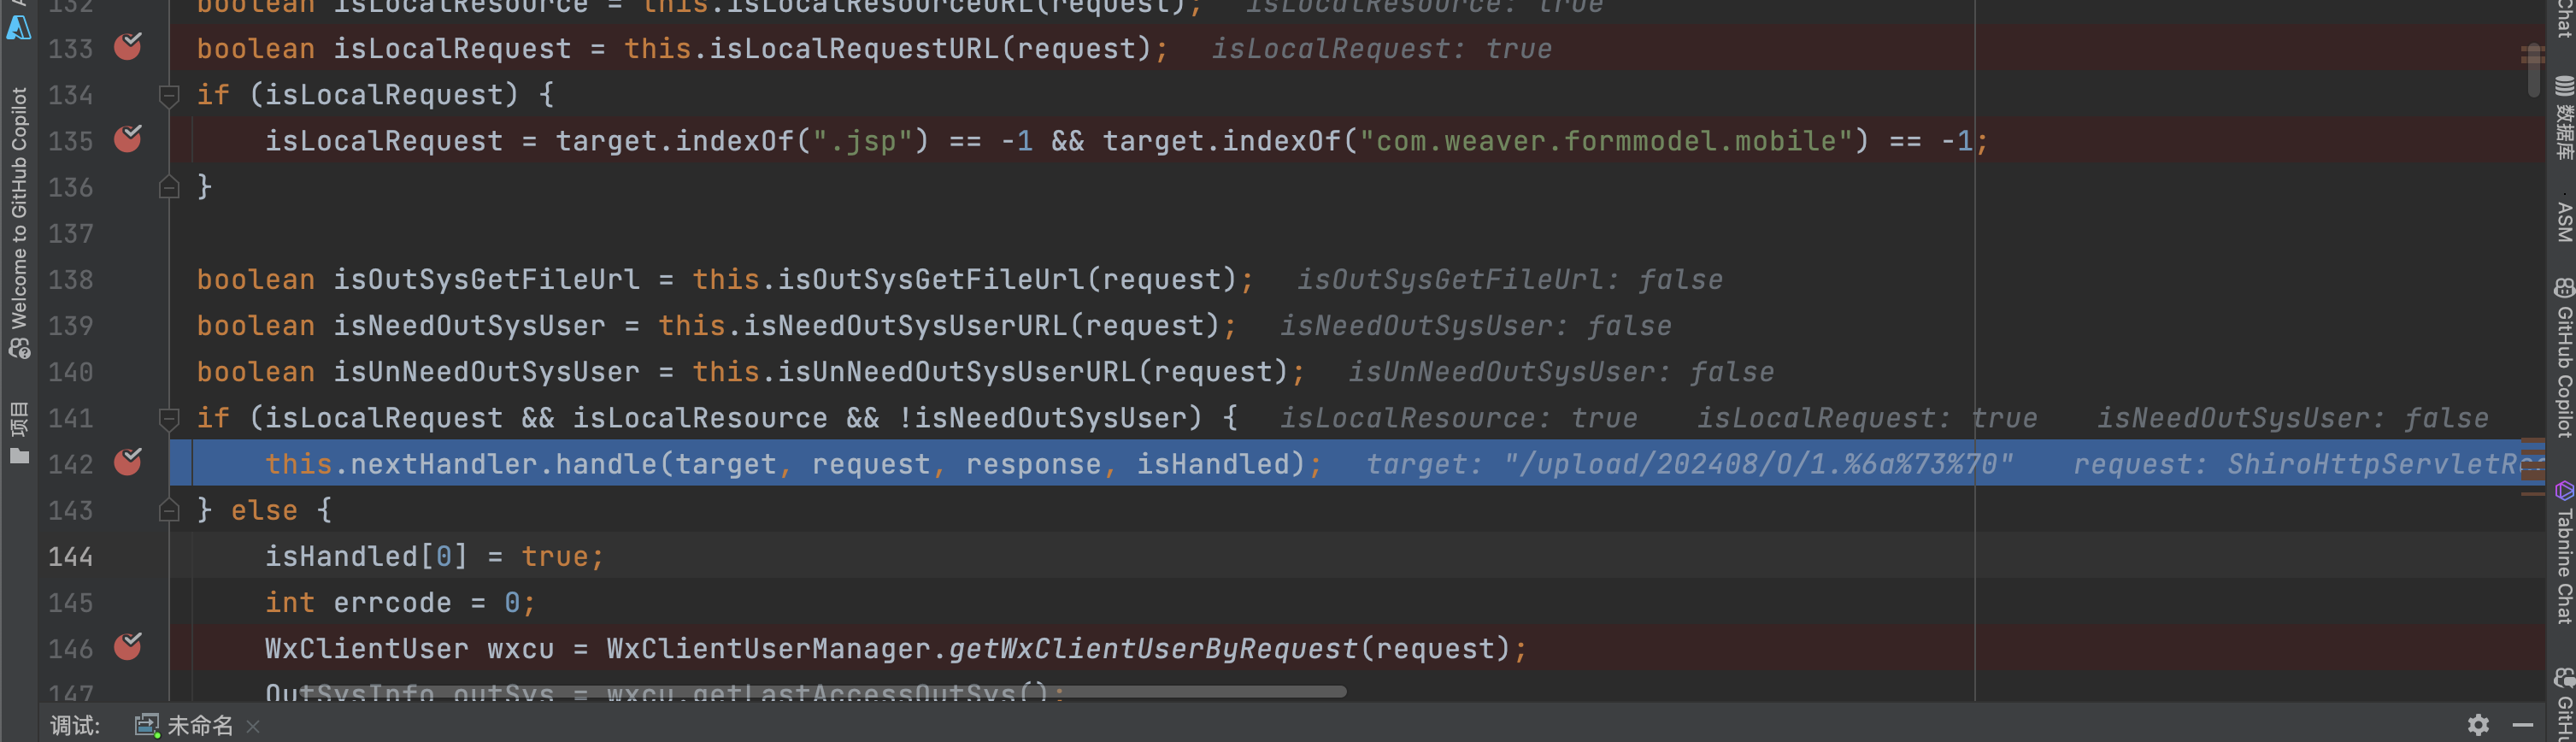 132 boolean isLocalResource = this.isLocalResourceURL(request); isLocalResource: true
133 boolean isLocalRequest = this.isLocalRequestURL(request); isLocalRequest: true
134 if (isLocalRequest) {
135 isLocalRequest = target.indexOf(".jsp") == -1 && target.indexOf("com.weaver.formmodel.mobile") == -1;
136 }
137
138 boolean isOutSysGetFileUrl = this.isOutSysGetFileUrl(request); isOutSysGetFileUrl: false
139 boolean isNeedOutSysUser = this.isNeedOutSysUserURL(request); isNeedOutSysUser: false
140 boolean isUnNeedOutSysUser = this.isUnNeedOutSysUserURL(request); isUnNeedOutSysUser: false
141 if (isLocalRequest && isLocalResource && !isNeedOutSysUser) { isLocalResource: true isLocalRequest: true isNeedOutSysUser: false
142 this.nextHandler.handle(target, request, response, isHandled); target: "/upload/202408/O/1.%6a%73%70" request: ShiroHttpServletRe
143 } else {
144 isHandled[0] = true;
145 int errcode = 0;
146 WxClientUser wxcu = WxClientUserManager.getWxClientUserByRequest(request);
147 OutSysInfo outSys = wxcu.getLastAccessOutSys();
调试: 未命名
Welcome to GitHub Copilot
项目
Chat
数据库
ASM
GitHub Copilot
Tabnine Chat
GitH